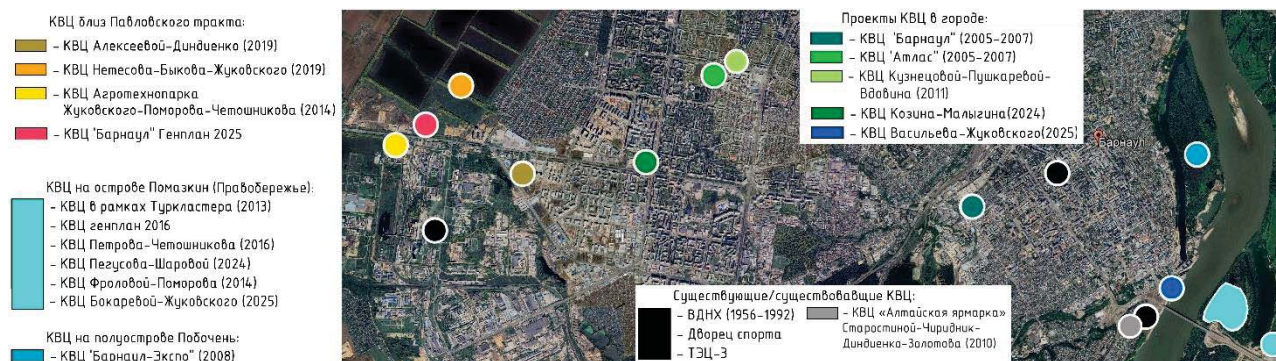 КВЦ близ Павловского тракта:
- КВЦ Алексеевой-Диндиенко (2019)
- КВЦ Нетесова-Быкова-Жуковского (2019)
- КВЦ Агротехнопарка
Жуковского-Поморова-Четошникова (2014)
- КВЦ "Барнаул" Генплан 2025
КВЦ на острове Помазкин (Правобережье):
- КВЦ в рамках Туркластера (2013)
- КВЦ генплан 2016
- КВЦ Петрова-Четошникова (2016)
- КВЦ Пегусова-Шаровой (2024)
- КВЦ Фроловой-Поморова (2014)
- КВЦ Бокаревой-Жуковского (2025)
КВЦ на полуострове Побочень:
- КВЦ "Барнаул-Экспо" (2008)
Проекты КВЦ в городе:
- КВЦ "Барнаул" (2005-2007)
- КВЦ "Атлас" (2005-2007)
- КВЦ Кузнецовой-Пушкаревой-
Вдовина (2011)
- КВЦ Козина-Малыгина(2024)
- КВЦ Васильева-Жуковского(2025)
Барнаул
Существующие/существовавщие КВЦ:
- ВДНХ (1956-1992)
- Дворец спорта
- ТЭЦ-3
- КВЦ «Алтайская ярмарка»
Старостиной-Чиридник-
Диндиенко-Золотова (2010)